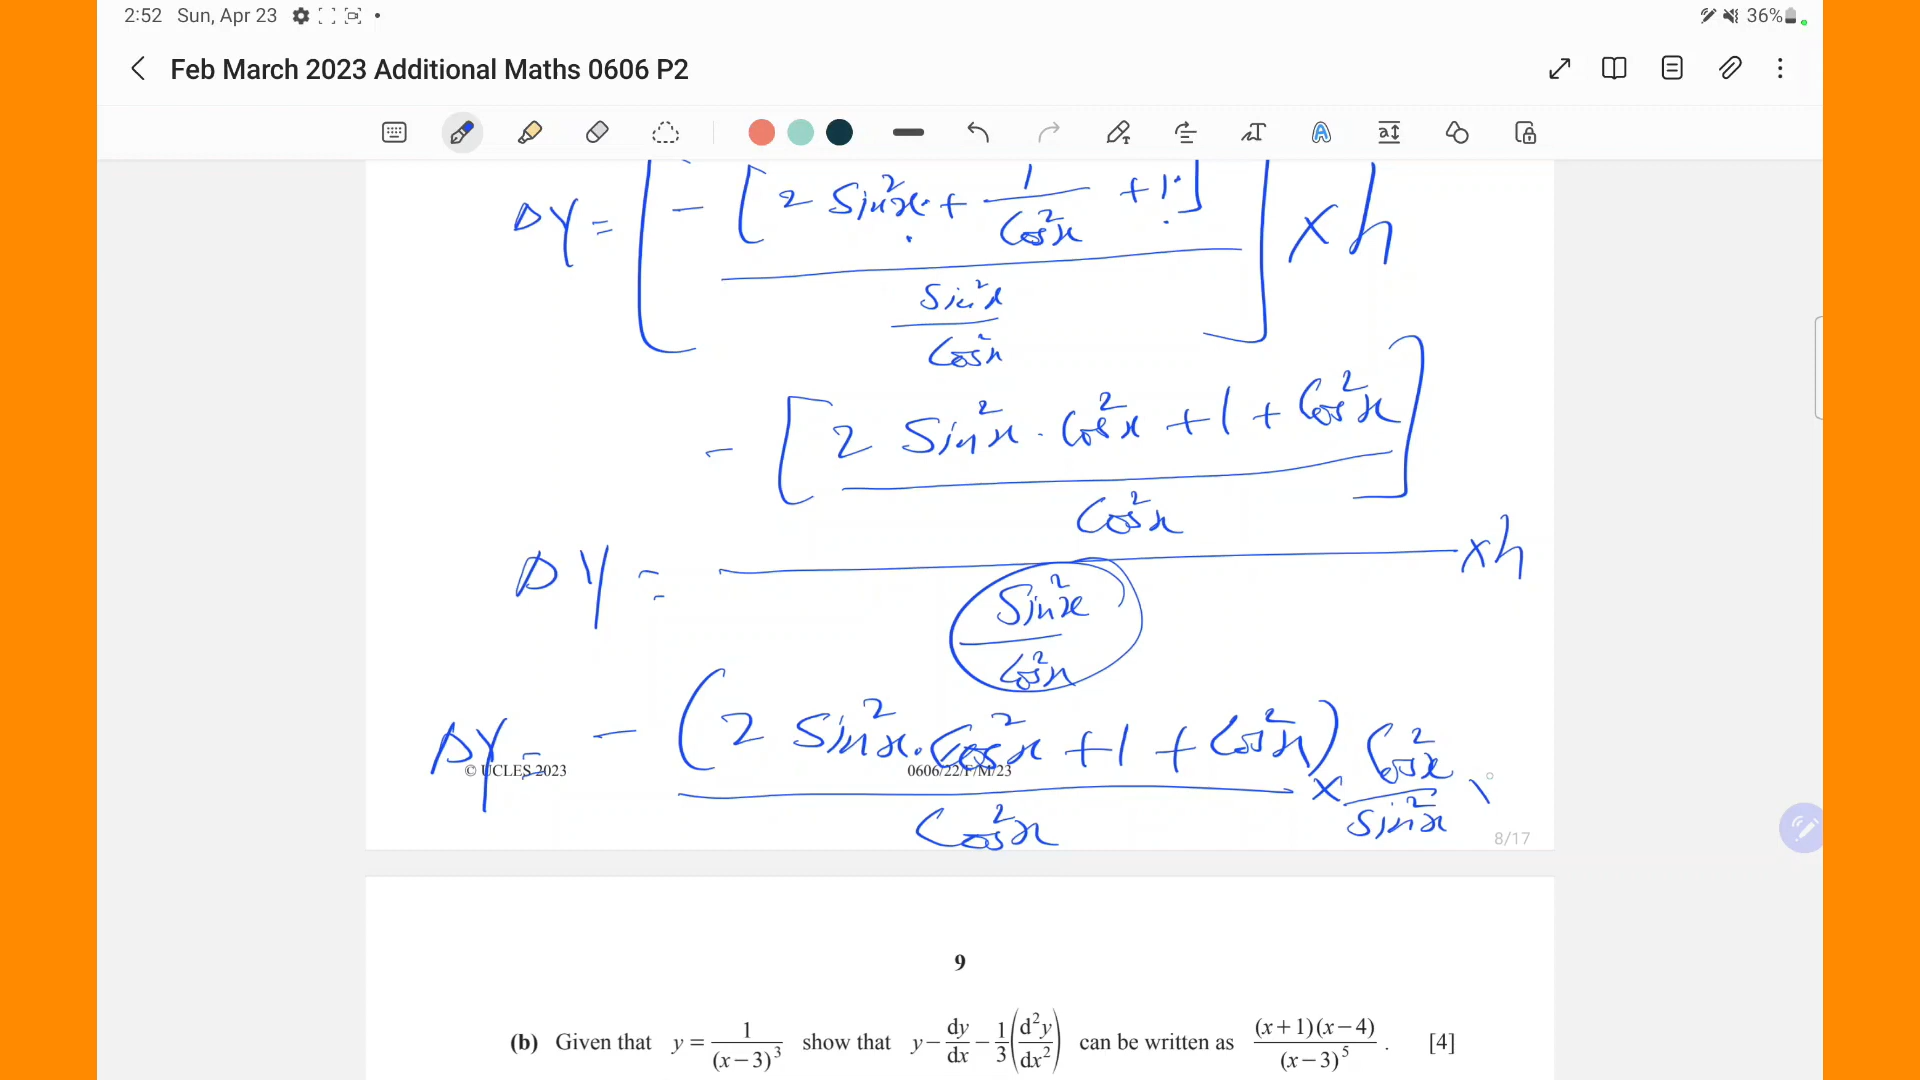 2:52 Sun, Apr 23
36%
Feb March 2023 Additional Maths 0606 P2
ΔY = [ -[2 Sin²x + 1/Cos²x + 1] / (Sin²x/Cos²x) ] × h
ΔY = -[ (2 Sin²x · Cos²x + 1 + Cos²x) / Cos²x ] / (Sin²x/Cos²x) × h
ΔY = -(2 Sin²x · Cos²x + 1 + Cos²x) / Cos²x × Cos²x/Sin²x
© UCLES 2023 0606/22/F/M/23
8/17
9
(b) Given that y = 1/(x−3)³ show that y − dy/dx − 1/3(d²y/dx²) can be written as (x+1)(x−4)/(x−3)⁵ . [4]